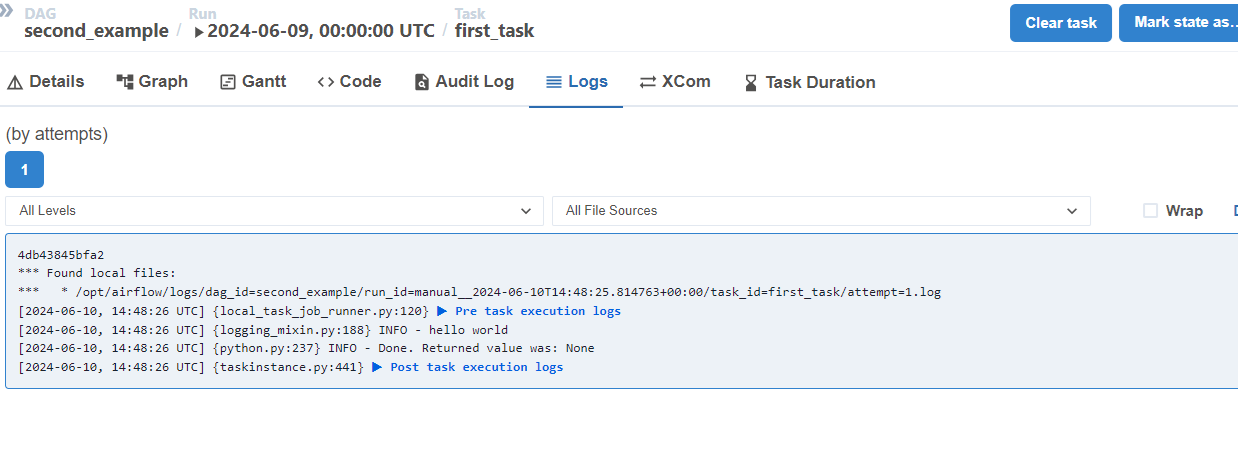 DAG Run Task
second_example / 2024-06-09, 00:00:00 UTC / first_task
Clear task
Mark state as…
Details Graph Gantt Code Audit Log Logs XCom Task Duration
(by attempts)
1
All Levels All File Sources Wrap
4db43845bfa2
*** Found local files:
***   * /opt/airflow/logs/dag_id=second_example/run_id=manual__2024-06-10T14:48:25.814763+00:00/task_id=first_task/attempt=1.log
[2024-06-10, 14:48:26 UTC] {local_task_job_runner.py:120} ▶ Pre task execution logs
[2024-06-10, 14:48:26 UTC] {logging_mixin.py:188} INFO - hello world
[2024-06-10, 14:48:26 UTC] {python.py:237} INFO - Done. Returned value was: None
[2024-06-10, 14:48:26 UTC] {taskinstance.py:441} ▶ Post task execution logs